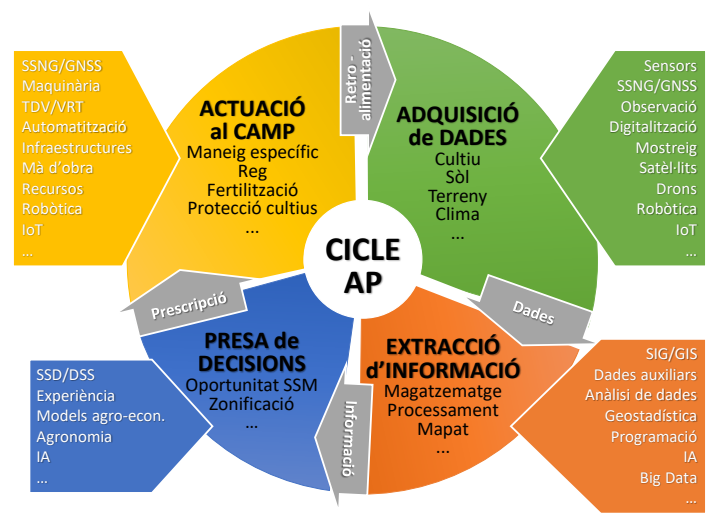 SSNG/GNSS
Maquinària
TDV/VRT
Automatització
Infraestructures
Mà d'obra
Recursos
Robòtica
IoT
...
ACTUACIÓ
al CAMP
Maneig específic
Reg
Fertilització
Protecció cultius
...
Retro -
alimentació
ADQUISICIÓ
de DADES
Cultiu
Sòl
Terreny
Clima
...
Sensors
SSNG/GNSS
Observació
Digitalització
Mostreig
Satèl·lits
Drons
Robòtica
IoT
...
CICLE
AP
Prescripció
Dades
SSD/DSS
Experiència
Models agro-econ.
Agronomia
IA
...
PRESA de
DECISIONS
Oportunitat SSM
Zonificació
...
Informació
EXTRACCIÓ
d'INFORMACIÓ
Magatzematge
Processament
Mapat
...
SIG/GIS
Dades auxiliars
Anàlisi de dades
Geostadística
Programació
IA
Big Data
...